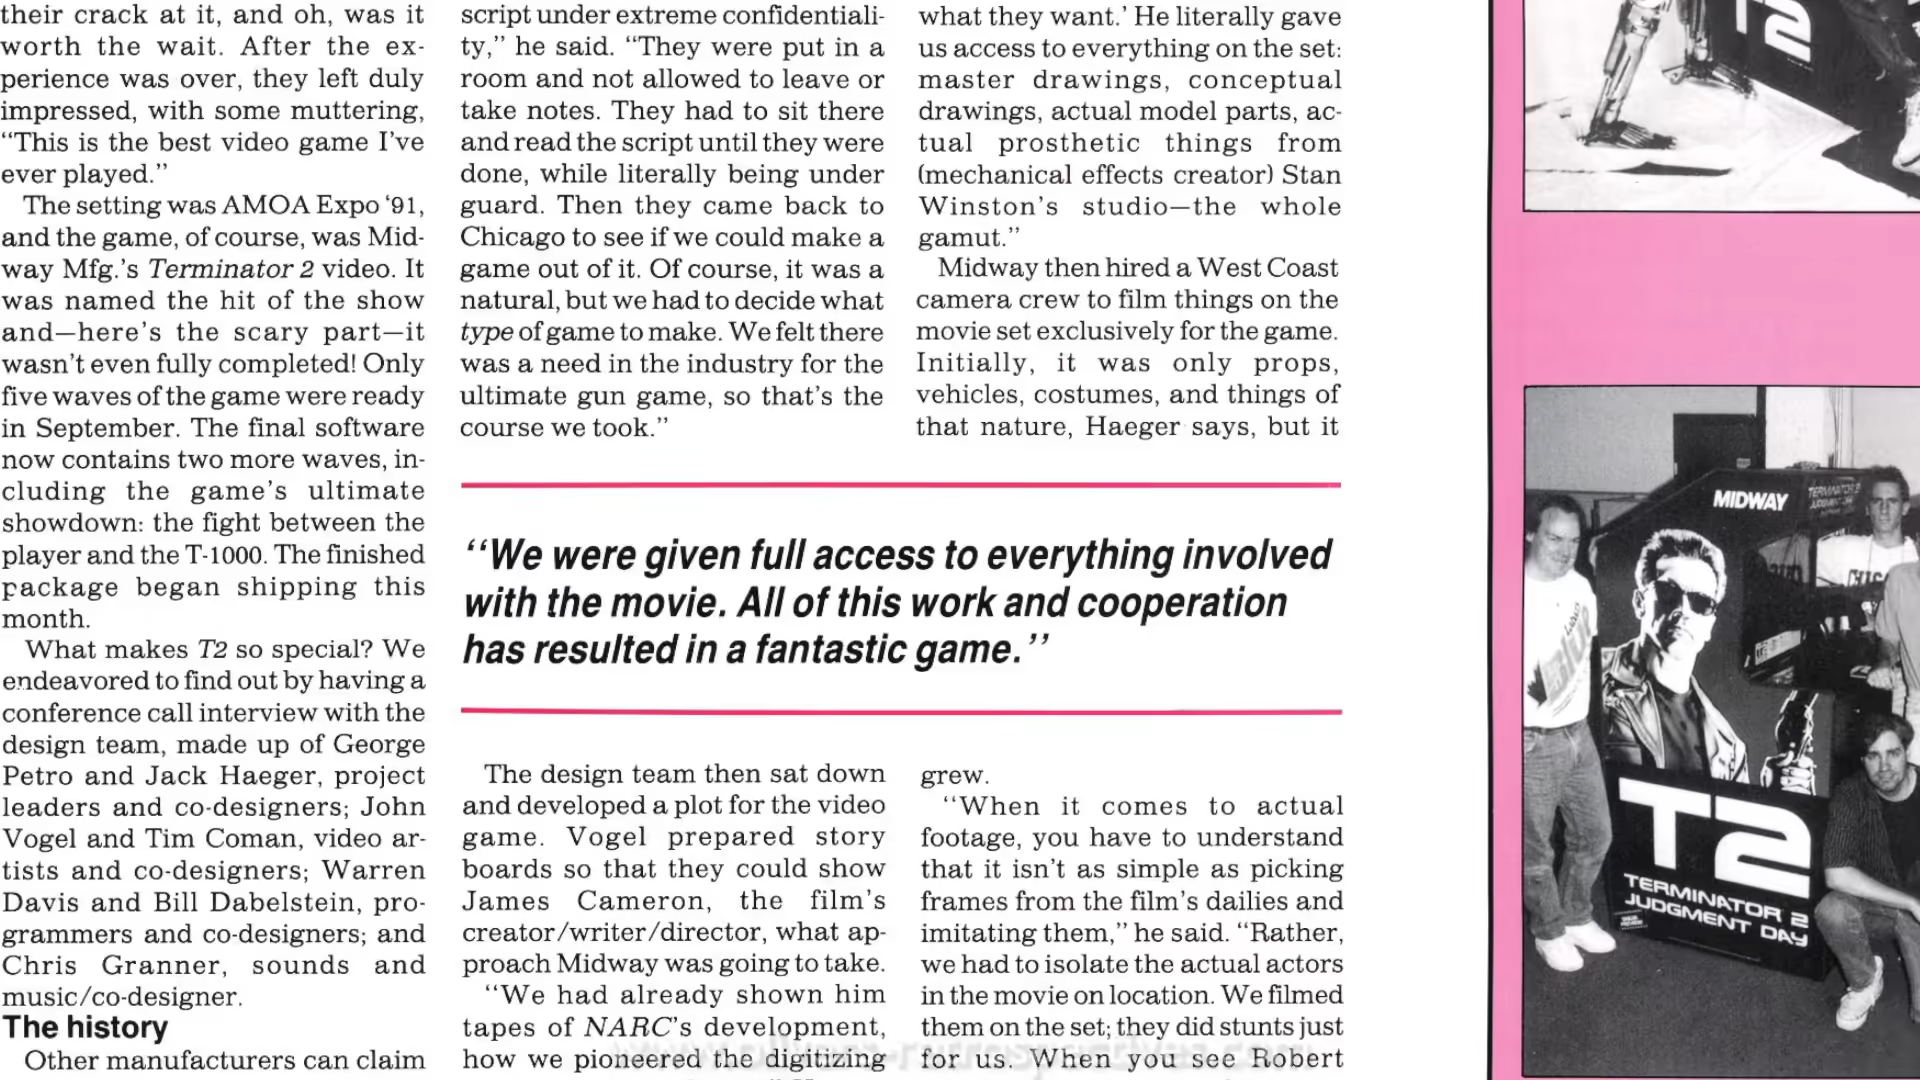 their crack at it, and oh, was it
worth the wait. After the ex-
perience was over, they left duly
impressed, with some muttering,
“This is the best video game I’ve
ever played.”
The setting was AMOA Expo ‘91,
and the game, of course, was Mid-
way Mfg.’s Terminator 2 video. It
was named the hit of the show
and—here’s the scary part—it
wasn’t even fully completed! Only
five waves of the game were ready
in September. The final software
now contains two more waves, in-
cluding the game’s ultimate
showdown: the fight between the
player and the T-1000. The finished
package began shipping this
month.
What makes T2 so special? We
endeavored to find out by having a
conference call interview with the
design team, made up of George
Petro and Jack Haeger, project
leaders and co-designers; John
Vogel and Tim Coman, video ar-
tists and co-designers; Warren
Davis and Bill Dabelstein, pro-
grammers and co-designers; and
Chris Granner, sounds and
music/co-designer.
The history
Other manufacturers can claim
script under extreme confidentiali-
ty,” he said. “They were put in a
room and not allowed to leave or
take notes. They had to sit there
and read the script until they were
done, while literally being under
guard. Then they came back to
Chicago to see if we could make a
game out of it. Of course, it was a
natural, but we had to decide what
type of game to make. We felt there
was a need in the industry for the
ultimate gun game, so that’s the
course we took.”
“We were given full access to everything involved
with the movie. All of this work and cooperation
has resulted in a fantastic game.”
The design team then sat down
and developed a plot for the video
game. Vogel prepared story
boards so that they could show
James Cameron, the film’s
creator/writer/director, what ap-
proach Midway was going to take.
“We had already shown him
tapes of NARC’s development,
how we pioneered the digitizing
what they want.’ He literally gave
us access to everything on the set:
master drawings, conceptual
drawings, actual model parts, ac-
tual prosthetic things from
(mechanical effects creator) Stan
Winston’s studio—the whole
gamut.”
Midway then hired a West Coast
camera crew to film things on the
movie set exclusively for the game.
Initially, it was only props,
vehicles, costumes, and things of
that nature, Haeger says, but it
grew.
“When it comes to actual
footage, you have to understand
that it isn’t as simple as picking
frames from the film’s dailies and
imitating them,” he said. “Rather,
we had to isolate the actual actors
in the movie on location. We filmed
them on the set; they did stunts just
for us. When you see Robert
T2
MIDWAY
TERMINATOR 2
JUDGMENT DAY
T2
TERMINATOR 2
JUDGMENT DAY